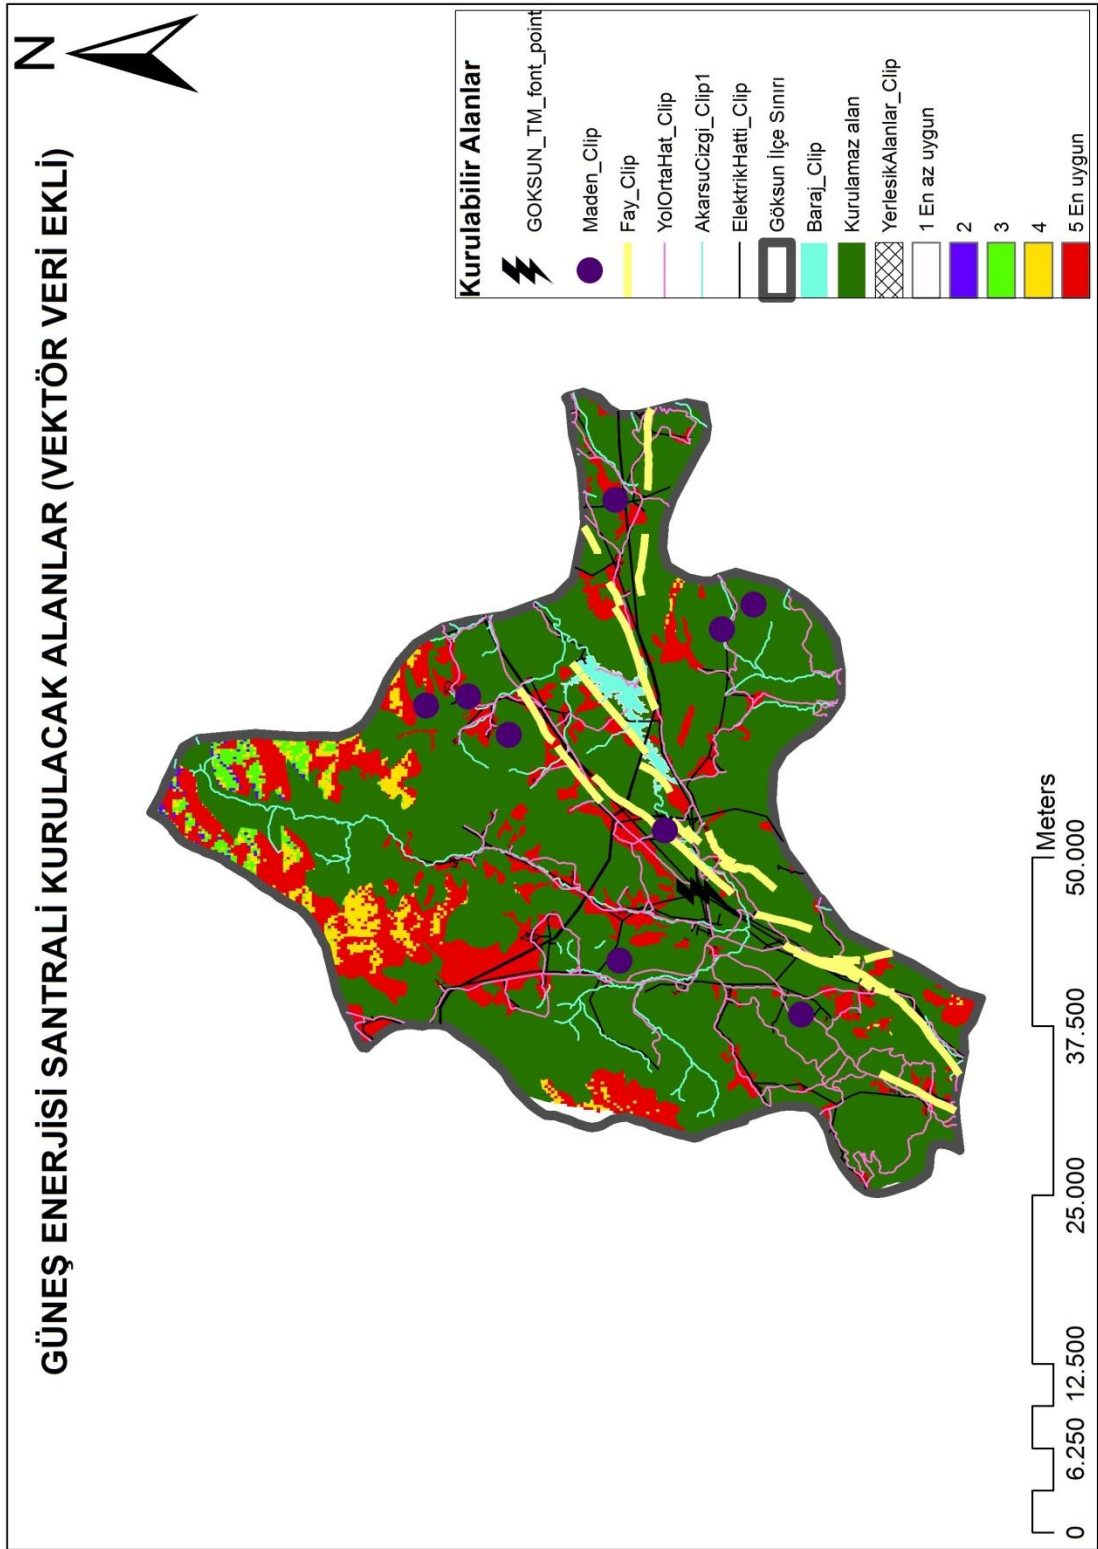 GÜNEŞ ENERJİSİ SANTRALİ KURULACAK ALANLAR (VEKTÖR VERİ EKLİ)
N
Kurulabilir Alanlar
GOKSUN_TM_font_point
Maden_Clip
Fay_Clip
YolOrtaHat_Clip
AkarsuCizgi_Clip1
ElektrikHatti_Clip
Göksun İlçe Sınırı
Baraj_Clip
Kurulamaz alan
YerlesikAlanlar_Clip
1 En az uygun
2
3
4
5 En uygun
0 6.250 12.500 25.000 37.500 50.000
Meters